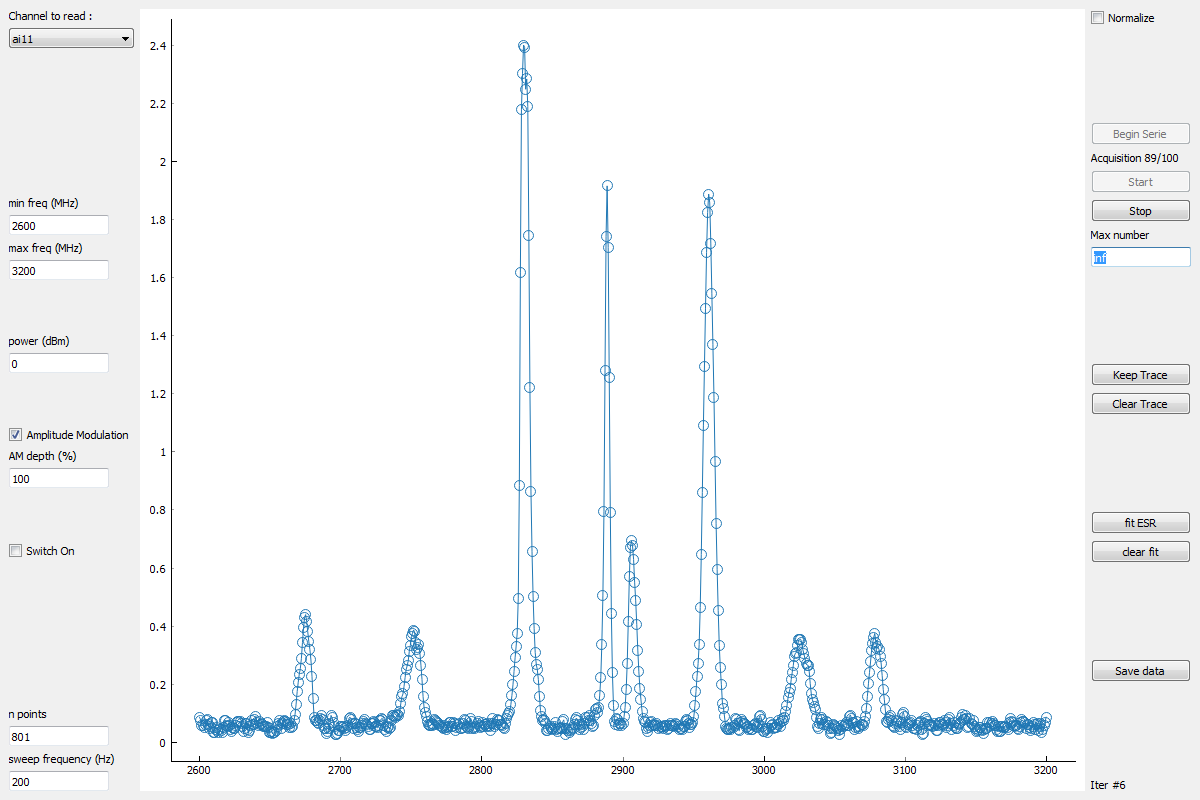 Channel to read :
ai11
min freq (MHz)
2600
max freq (MHz)
3200
power (dBm)
0
Amplitude Modulation
AM depth (%)
100
Switch On
n points
801
sweep frequency (Hz)
200
2.4
2.2
2
1.8
1.6
1.4
1.2
1
0.8
0.6
0.4
0.2
0
2600 2700 2800 2900 3000 3100 3200
Normalize
Begin Serie
Acquisition 89/100
Start
Stop
Max number
inf
Keep Trace
Clear Trace
fit ESR
clear fit
Save data
Iter #6